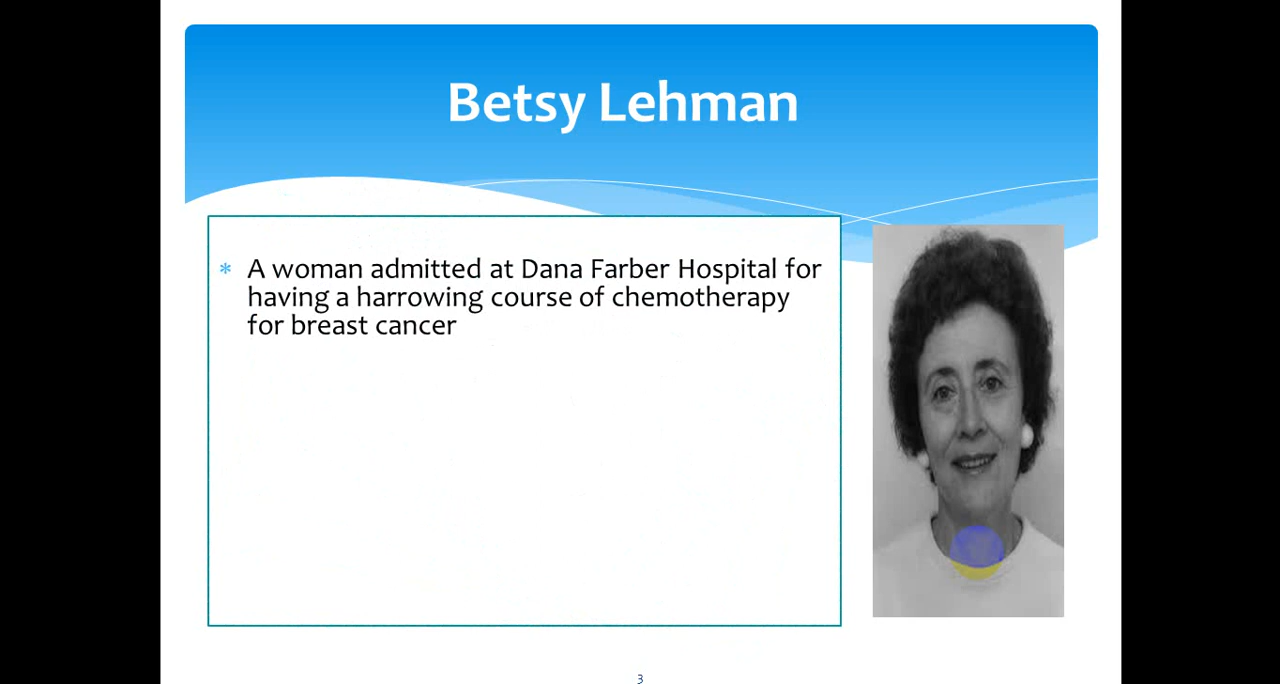 Betsy Lehman
* A woman admitted at Dana Farber Hospital for
having a harrowing course of chemotherapy
for breast cancer
3